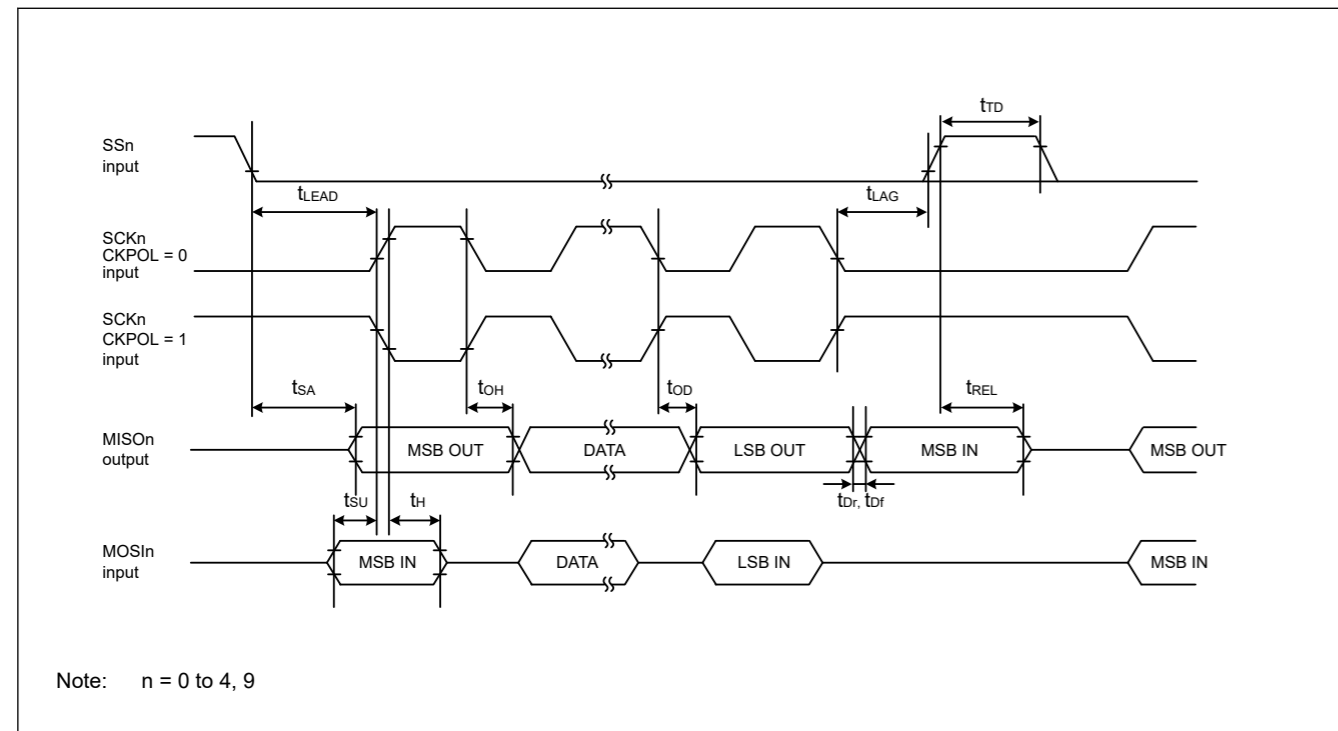 tTD
SSn
input
tLEAD
tLAG
SCKn
CKPOL = 0
input
SCKn
CKPOL = 1
input
tSA
tOH
tOD
tREL
MISOn
output
MSB OUT
DATA
LSB OUT
MSB IN
MSB OUT
tSU
tH
tDr, tDf
MOSIn
input
MSB IN
DATA
LSB IN
MSB IN
Note: n = 0 to 4, 9